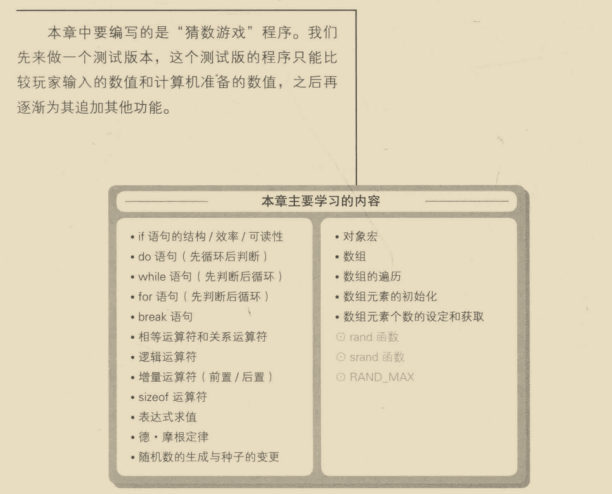 本章中要编写的是“猜数游戏”程序。我们
先来做一个测试版本，这个测试版的程序只能比
较玩家输入的数值和计算机准备的数值，之后再
逐渐为其追加其他功能。
本章主要学习的内容
• if 语句的结构 / 效率 / 可读性
• do 语句（先循环后判断）
• while 语句（先判断后循环）
• for 语句（先判断后循环）
• break 语句
• 相等运算符和关系运算符
• 逻辑运算符
• 增量运算符（前置 / 后置）
• sizeof 运算符
• 表达式求值
• 德・摩根定律
• 随机数的生成与种子的变更
• 对象宏
• 数组
• 数组的遍历
• 数组元素的初始化
• 数组元素个数的设定和获取
⊙ rand 函数
⊙ srand 函数
⊙ RAND_MAX